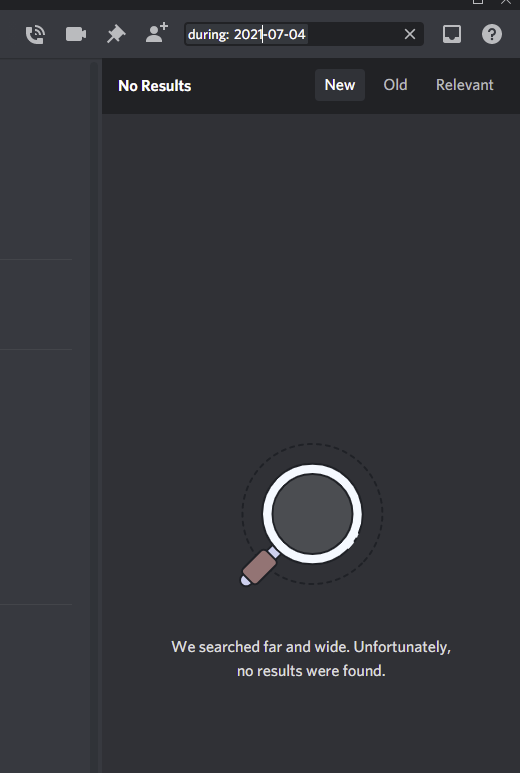 during: 2021-07-04
No Results
New
Old
Relevant
We searched far and wide. Unfortunately,
no results were found.